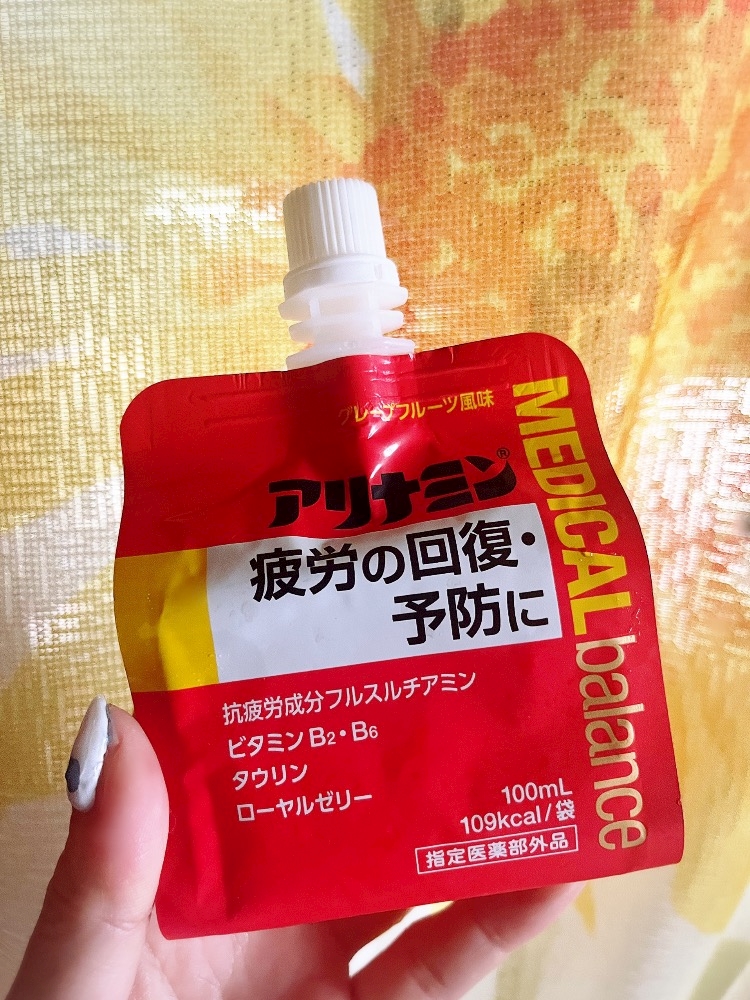 グレープフルーツ風味
アリナミン®
疲労の回復・
予防に
抗疲労成分フルスルチアミン
ビタミンB2・B6
タウリン
ローヤルゼリー
100mL
109kcal/袋
指定医薬部外品
MEDICAL balance